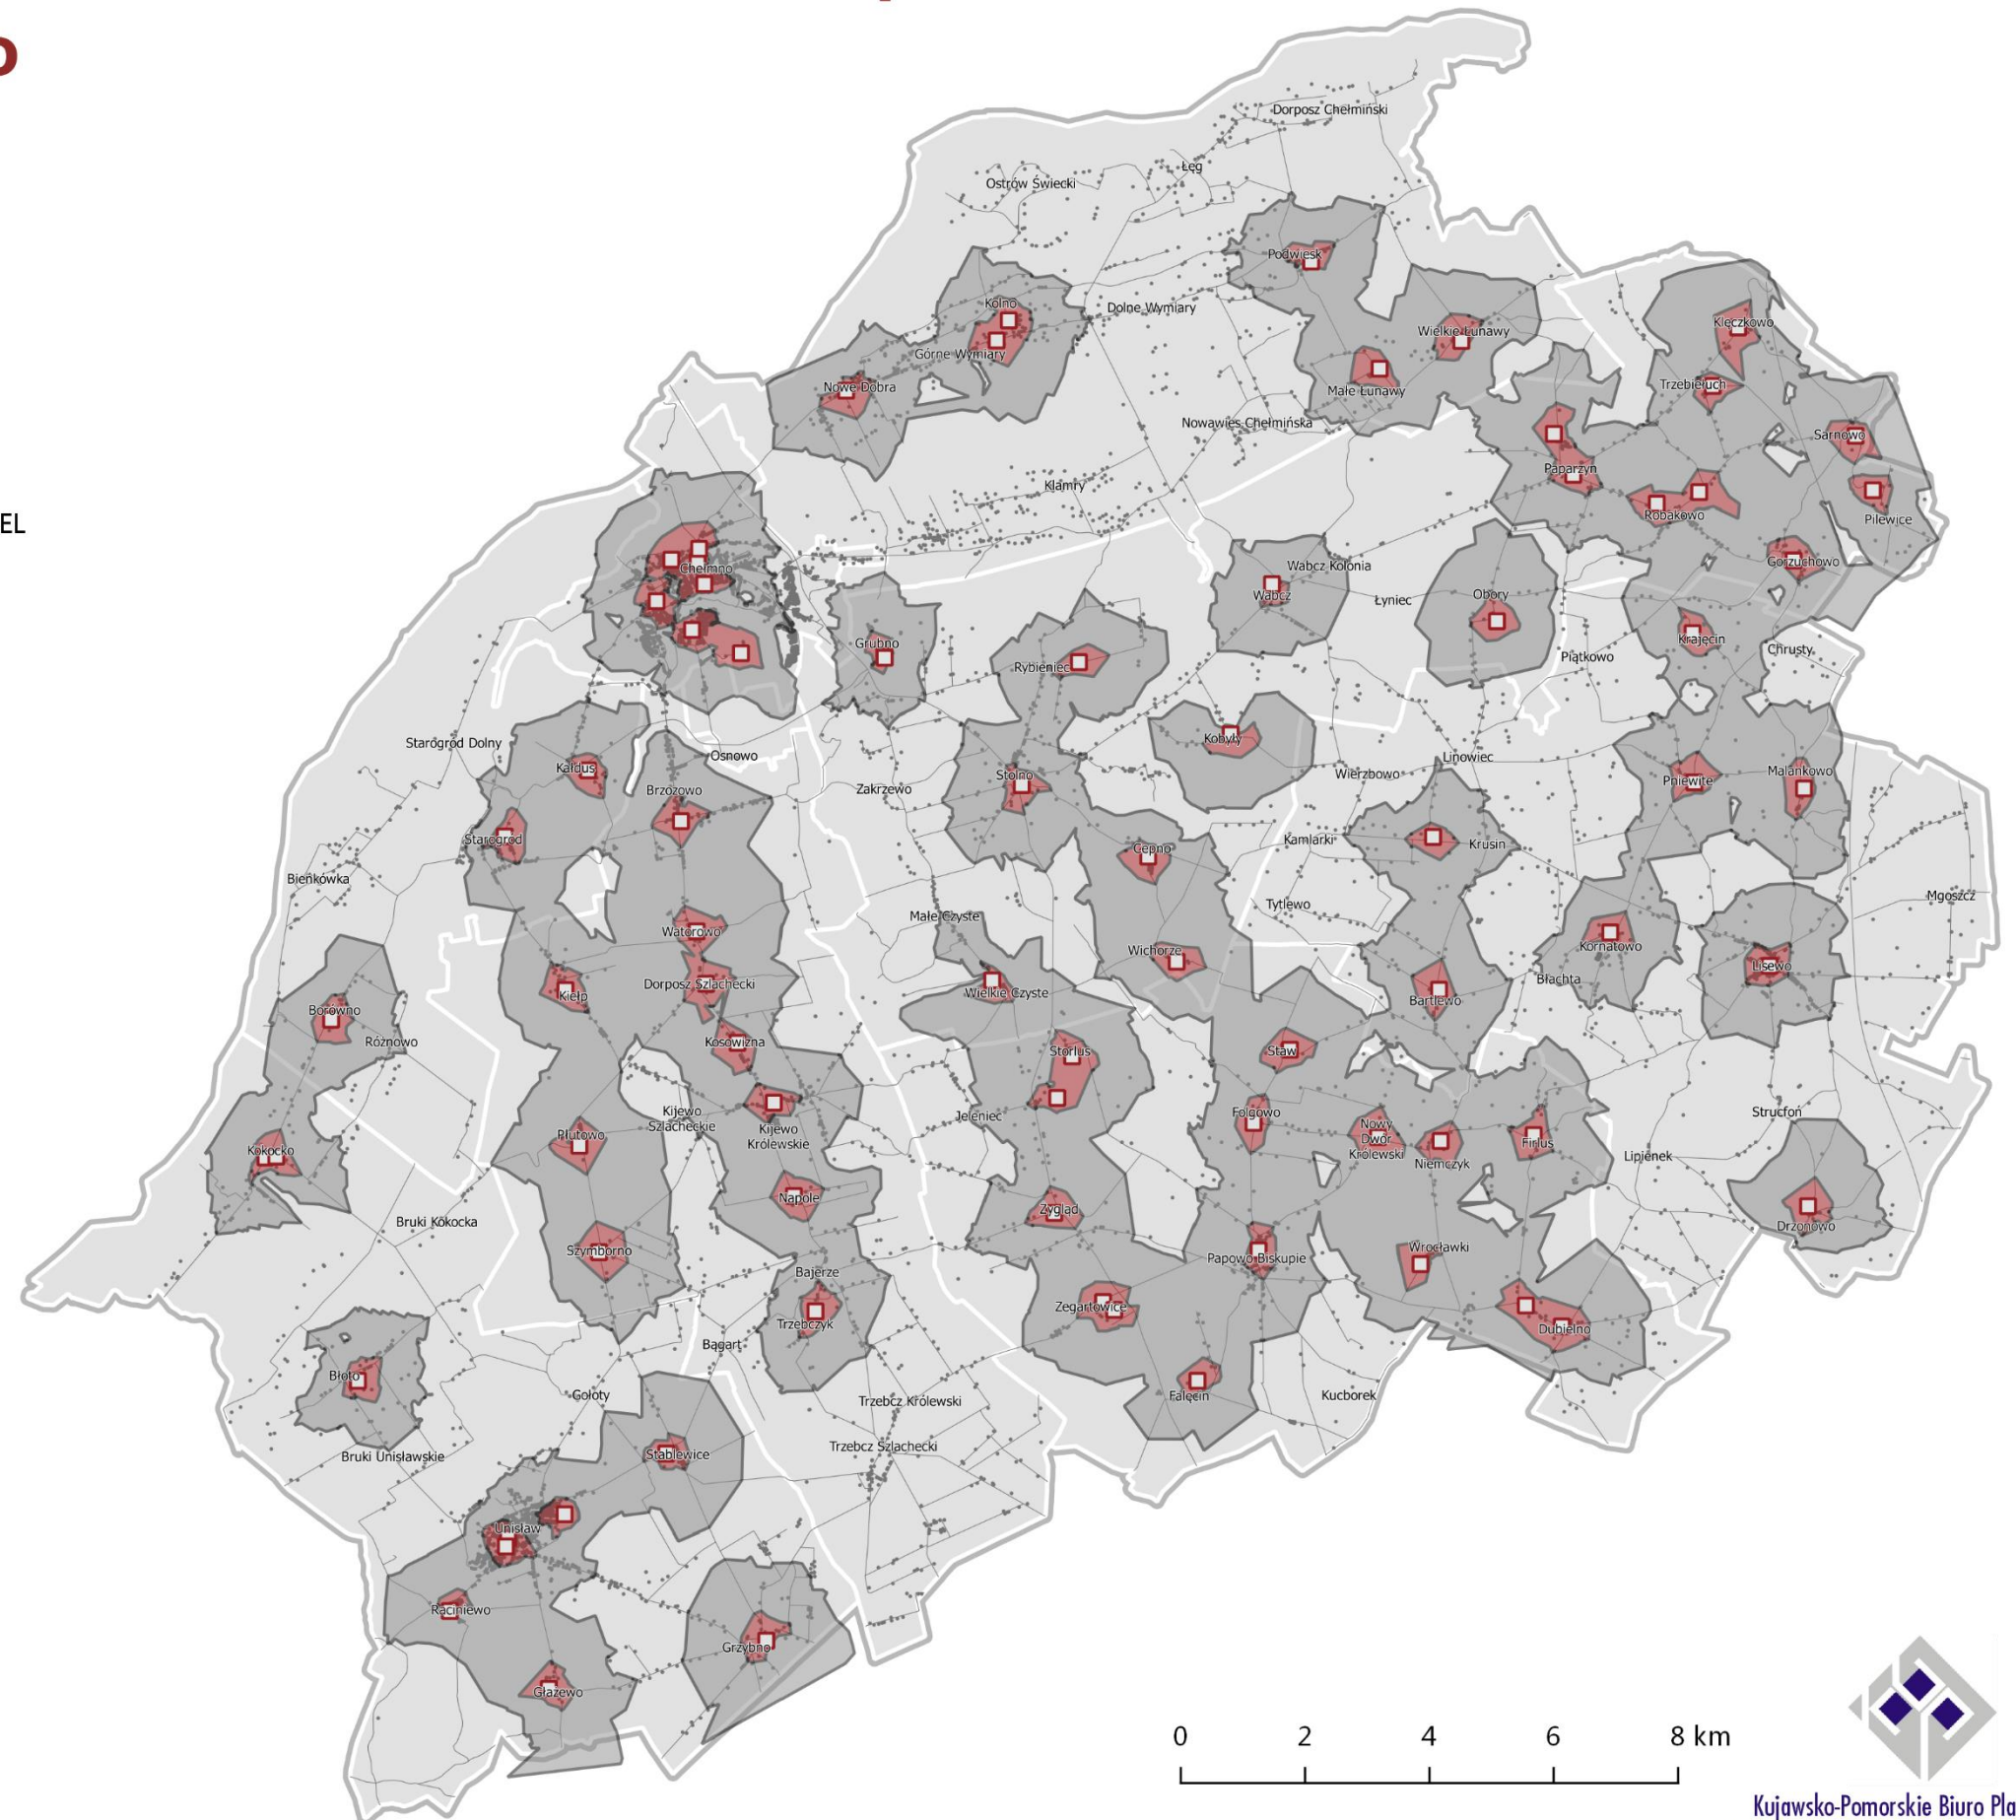 EL
Dorposz Chełmiński
Łęg
Ostrów Świecki
Podwiesk
Kolno
Dolne Wymiary
Klęczkowo
Wielkie Łunawy
Górne Wymiary
Nowe Dobra
Trzebiełuch
Małe Łunawy
Nowawieś Chełmińska
Sarnowo
Paparzyn
Klamry
Robakowo
Pilewice
Gorzuchowo
Chełmno
Wabcz Kolonia
Wabcz
Łyniec
Obory
Grubno
Krajęcin
Chrusty
Piątkowo
Rybieniec
Kobyły
Starogród Dolny
Osnowo
Linowiec
Kałdus
Stolno
Wierzbowo
Pniewite
Malankowo
Brzozowo
Zakrzewo
Starogród
Kamlarki
Krusin
Cepno
Bieńkówka
Mgoszcz
Tytlewo
Małe Czyste
Watorowo
Kornatowo
Wichorze
Lisewo
Błachta
Dorposz Szlachecki
Kiełp
Wielkie Czyste
Bartlewo
Borówno
Różnowo
Kosowizna
Storlus
Staw
Kijewo
Szlacheckie
Jeleniec
Folgowo
Strucfoń
Kijewo
Królewskie
Nowy
Dwór
Królewski
Płutowo
Firlus
Kokocko
Niemczyk
Lipienek
Napole
Zygląd
Bruki Kokocka
Drzonowo
Szymborno
Papowo Biskupie
Wrocławki
Bajerze
Zegartowice
Trzebczyk
Dubielno
Bągart
Błoto
Gołoty
Falęcin
Kucborek
Trzebcz Królewski
Trzebcz Szlachecki
Bruki Unisławskie
Stablewice
Unisław
Raciniewo
Grzybno
Głażewo
0 2 4 6 8 km
Kujawsko-Pomorskie Biuro Pla